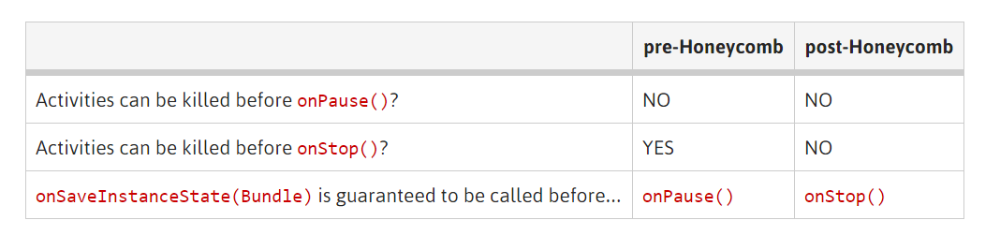 pre-Honeycomb post-Honeycomb
Activities can be killed before onPause()? NO NO
Activities can be killed before onStop()? YES NO
onSaveInstanceState(Bundle) is guaranteed to be called before... onPause() onStop()